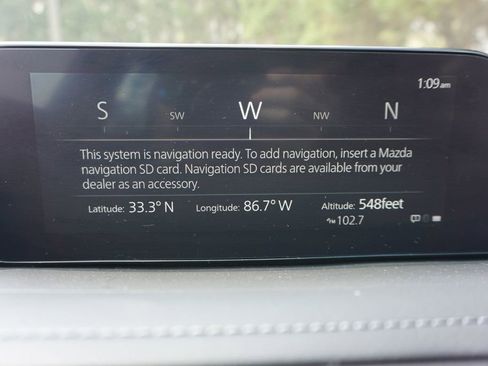 1:09am
S SW W NW N
This system is navigation ready. To add navigation, insert a Mazda
navigation SD card. Navigation SD cards are available from your
dealer as an accessory.
Latitude: 33.3° N Longitude: 86.7° W Altitude: 548feet
FM 102.7